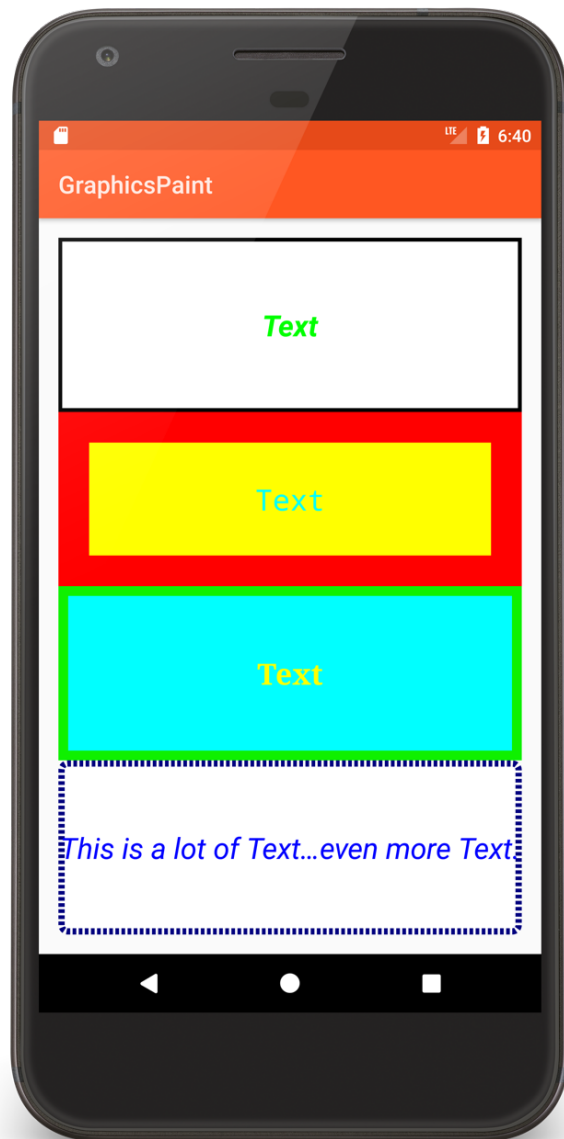 LTE 6:40
GraphicsPaint
Text
Text
Text
This is a lot of Text…even more Text.